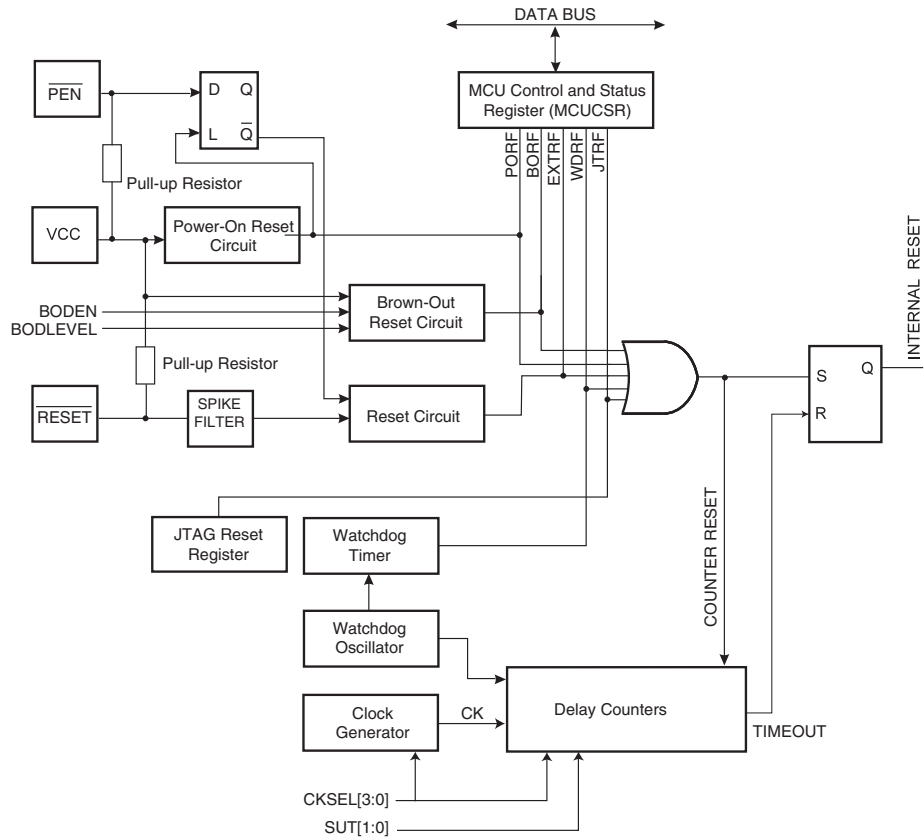 DATA BUS
PEN
D Q
L Q
MCU Control and Status
Register (MCUCSR)
PORF
BORF
EXTRF
WDRF
JTRF
Pull-up Resistor
VCC
Power-On Reset
Circuit
BODEN
BODLEVEL
Brown-Out
Reset Circuit
Pull-up Resistor
RESET
SPIKE
FILTER
Reset Circuit
INTERNAL RESET
S Q
R
JTAG Reset
Register
Watchdog
Timer
COUNTER RESET
Watchdog
Oscillator
Clock
Generator
CK
Delay Counters
TIMEOUT
CKSEL[3:0]
SUT[1:0]